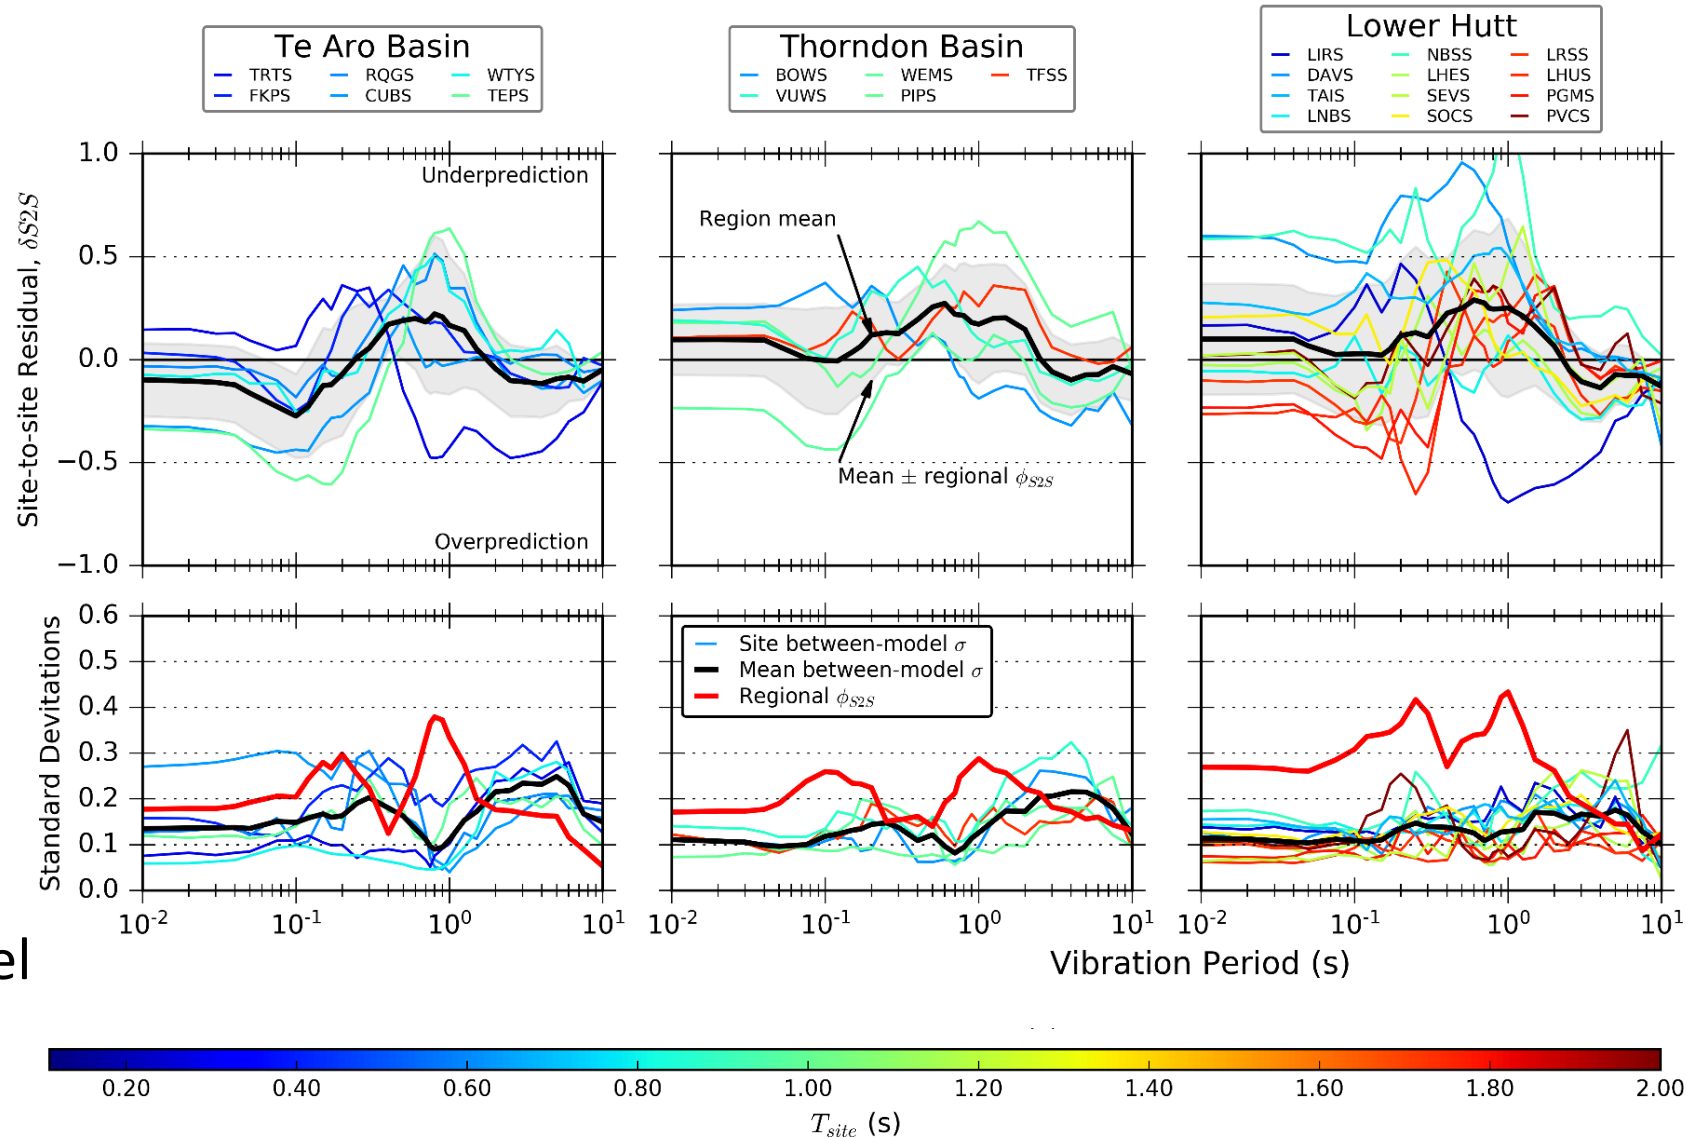 Te Aro Basin
TRTS RQGS WTYS
FKPS CUBS TEPS
Thorndon Basin
BOWS WEMS TFSS
VUWS PIPS
Lower Hutt
LIRS NBSS LRSS
DAVS LHES LHUS
TAIS SEVS PGMS
LNBS SOCS PVCS
Site-to-site Residual, δS2S
1.0
0.5
0.0
−0.5
−1.0
Underprediction
Overprediction
Region mean
Mean ± regional ϕS2S
Standard Devitations
0.6
0.5
0.4
0.3
0.2
0.1
0.0
Site between-model σ
Mean between-model σ
Regional ϕS2S
10-2 10-1 100 101 10-2 10-1 100 101 10-2 10-1 100 101
el
Vibration Period (s)
0.20 0.40 0.60 0.80 1.00 1.20 1.40 1.60 1.80 2.00
Tsite (s)